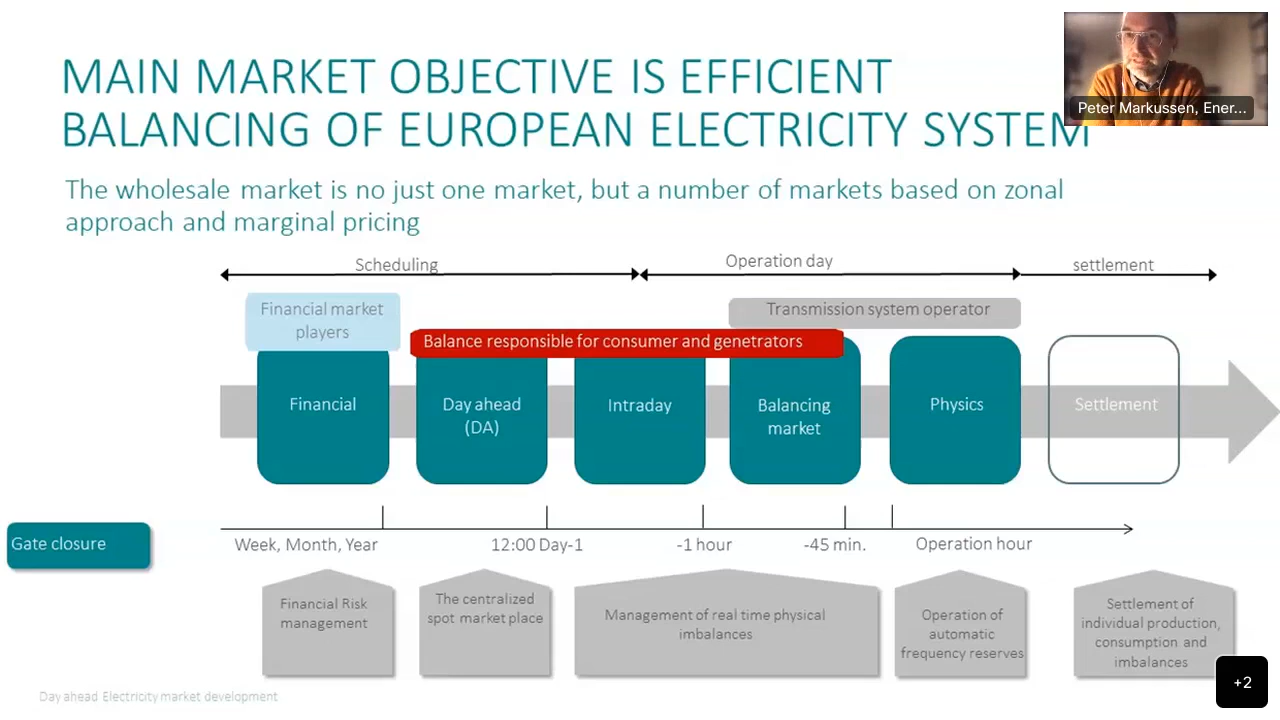 MAIN MARKET OBJECTIVE IS EFFICIENT
BALANCING OF EUROPEAN ELECTRICITY SYSTEM
Peter Markussen, Ener...
The wholesale market is no just one market, but a number of markets based on zonal
approach and marginal pricing
Scheduling
Operation day
settlement
Financial market
players
Transmission system operator
Balance responsible for consumer and genetrators
Financial
Day ahead
(DA)
Intraday
Balancing
market
Physics
Settlement
Gate closure
Week, Month, Year
12:00 Day-1
-1 hour
-45 min.
Operation hour
Financial Risk
management
The centralized
spot market place
Management of real time physical
imbalances
Operation of
automatic
frequency reserves
Settlement of
individual production,
consumption and
imbalances
+2
Day ahead Electricity market development